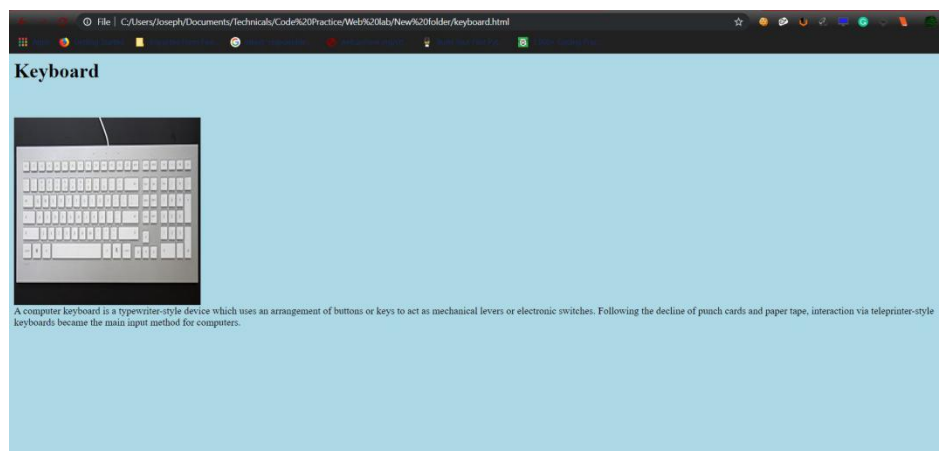 File | C:/Users/Joseph/Documents/Technicals/Code%20Practice/Web%20lab/New%20folder/keyboard.html
Keyboard
A computer keyboard is a typewriter-style device which uses an arrangement of buttons or keys to act as mechanical levers or electronic switches. Following the decline of punch cards and paper tape, interaction via teleprinter-style
keyboards became the main input method for computers.